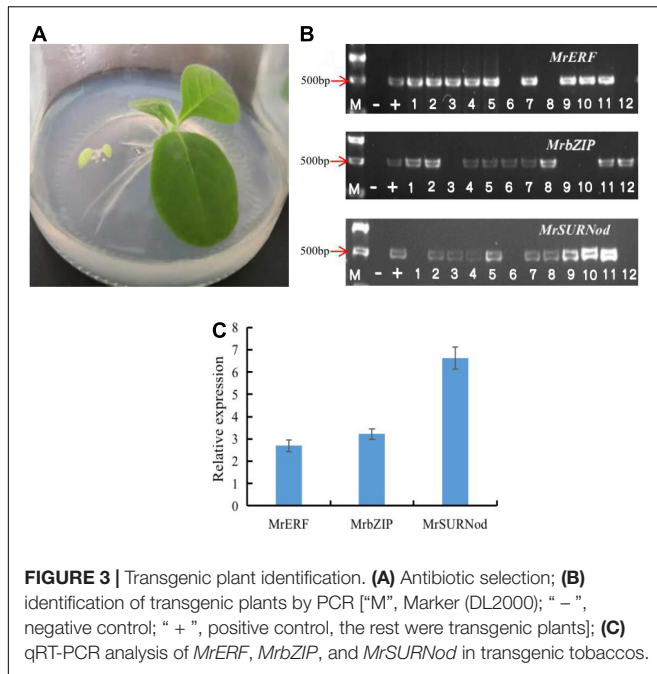 A
B
MrERF
500bp
M - + 1 2 3 4 5 6 7 8 9 10 11 12
MrbZIP
500bp
M - + 1 2 3 4 5 6 7 8 9 10 11 12
MrSURNod
500bp
M - + 1 2 3 4 5 6 7 8 9 10 11 12
C
8
7
6
5
4
3
2
1
0
Relative expression
MrERF MrbZIP MrSURNod
FIGURE 3 | Transgenic plant identification. (A) Antibiotic selection; (B)
identification of transgenic plants by PCR [“M”, Marker (DL2000); “ – ”,
negative control; “ + ”, positive control, the rest were transgenic plants]; (C)
qRT-PCR analysis of MrERF, MrbZIP, and MrSURNod in transgenic tobaccos.